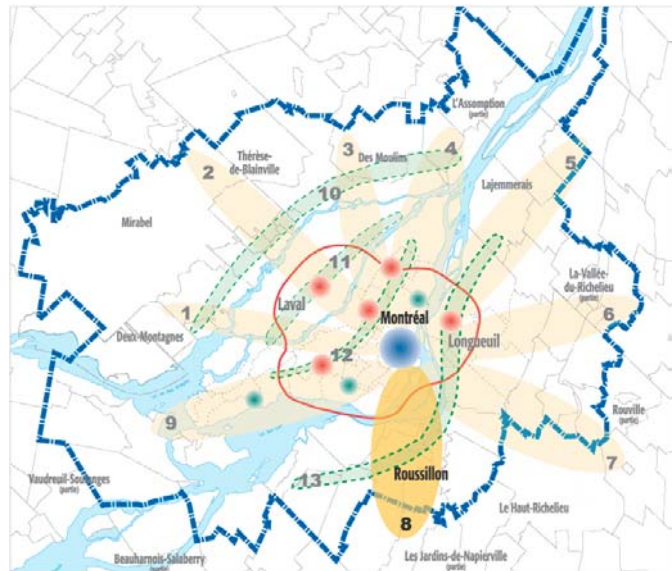 L'Assomption
(partie)
Thérèse-
de-Blainville
3
Des Moulins
4
5
2
Lajemmerais
10
Mirabel
11
La-Vallée-
du-Richelieu
(partie)
Laval
1
Montréal
6
Deux-Montagnes
Longueuil
12
9
Rouville
(partie)
7
Vaudreuil-Soulanges
(partie)
13
Roussillon
Le Haut-Richelieu
8
Beauharnois-Salaberry
(partie)
Les Jardins-de-Napierville
(partie)